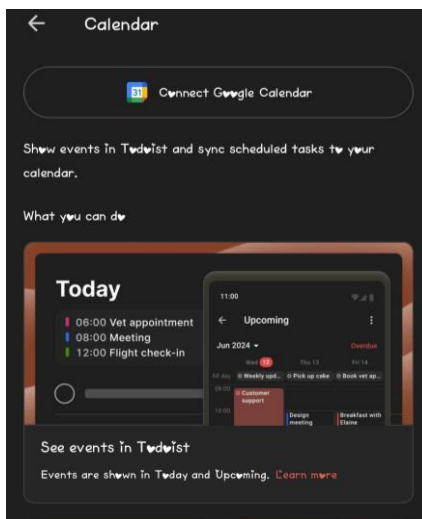 Calendar
31
Connect Google Calendar
Show events in Todoist and sync scheduled tasks to your
calendar.
What you can do
Today
06:00 Vet appointment
08:00 Meeting
12:00 Flight check-in
11:00
Upcoming
Jun 2024
Overdue
Wed 12 Thu 13 Fri 14
All day Weekly upd... Pick up cake Book vet ap...
09:00
Customer
support
10:00
Design
meeting
Breakfast with
Elaine
See events in Todoist
Events are shown in Today and Upcoming. Learn more